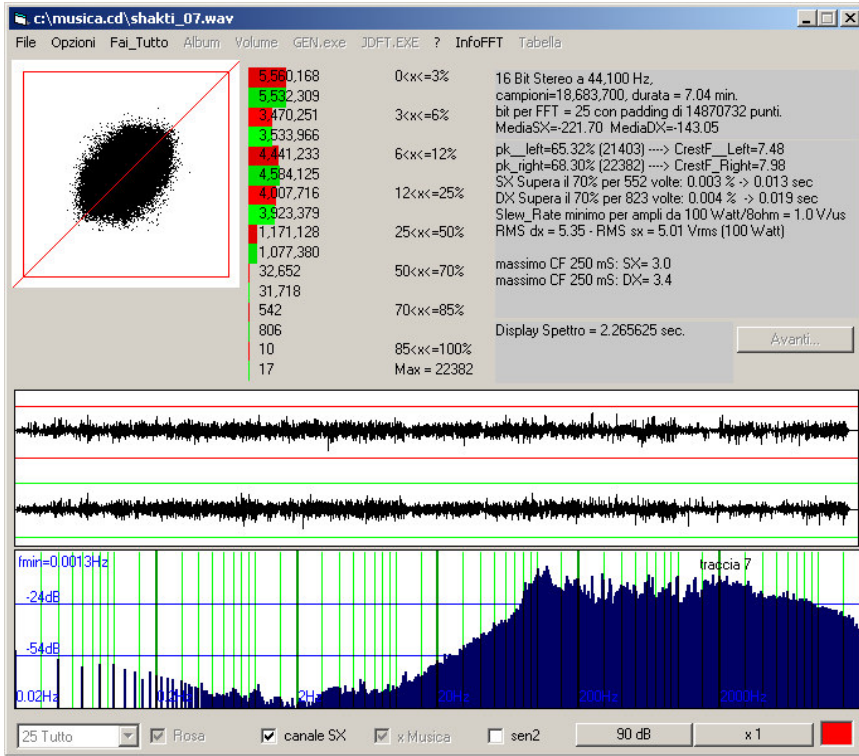 c:\musica.cd\shakti_07.wav
File Opzioni Fai_Tutto Album Volume GEN.exe JDFT.EXE ? InfoFFT Tabella
5,560,168 0<x<=3%
5,532,309
3,470,251 3<x<=6%
3,533,966
4,441,233 6<x<=12%
4,584,125
4,007,716 12<x<=25%
3,923,379
1,171,128 25<x<=50%
1,077,380
32,652 50<x<=70%
31,718
542 70<x<=85%
806
10 85<x<=100%
17 Max = 22382
16 Bit Stereo a 44,100 Hz,
campioni=18,683,700, durata = 7.04 min.
bit per FFT = 25 con padding di 14870732 punti.
MediaSX=-221.70 MediaDX=-143.05
pk__left=65.32% (21403) ----> CrestF__Left=7.48
pk_right=68.30% (22382) ----> CrestF_Right=7.98
SX Supera il 70% per 552 volte: 0.003 % -> 0.013 sec
DX Supera il 70% per 823 volte: 0.004 % -> 0.019 sec
Slew_Rate minimo per ampli da 100 Watt/8ohm = 1.0 V/us
RMS dx = 5.35 - RMS sx = 5.01 Vrms (100 Watt)
massimo CF 250 mS: SX= 3.0
massimo CF 250 mS: DX= 3.4
Display Spettro = 2.265625 sec.
Avanti...
fmin=0.0013Hz
traccia 7
-24dB
-54dB
0.02Hz 0.2Hz 2Hz 20Hz 200Hz 2000Hz
25 Tutto Rosa canale SX x Musica sen2 90 dB x 1